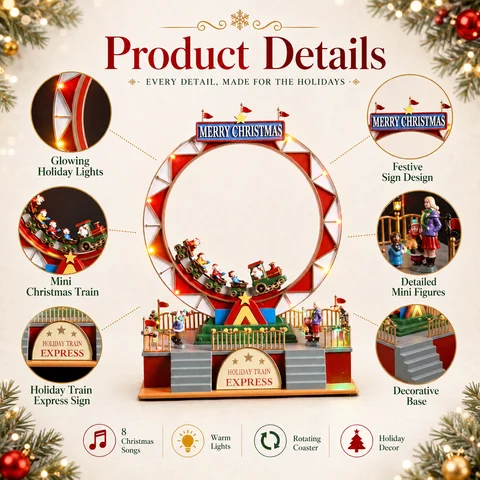 Product Details
EVERY DETAIL, MADE FOR THE HOLIDAYS
MERRY CHRISTMAS
MERRY CHRISTMAS
Glowing
Holiday Lights
Festive
Sign Design
Mini
Christmas Train
Detailed
Mini Figures
HOLIDAY TRAIN
EXPRESS
HOLIDAY TRAIN
EXPRESS
Holiday Train
Express Sign
Decorative
Base
8
Christmas
Songs
Warm
Lights
Rotating
Coaster
Holiday
Decor